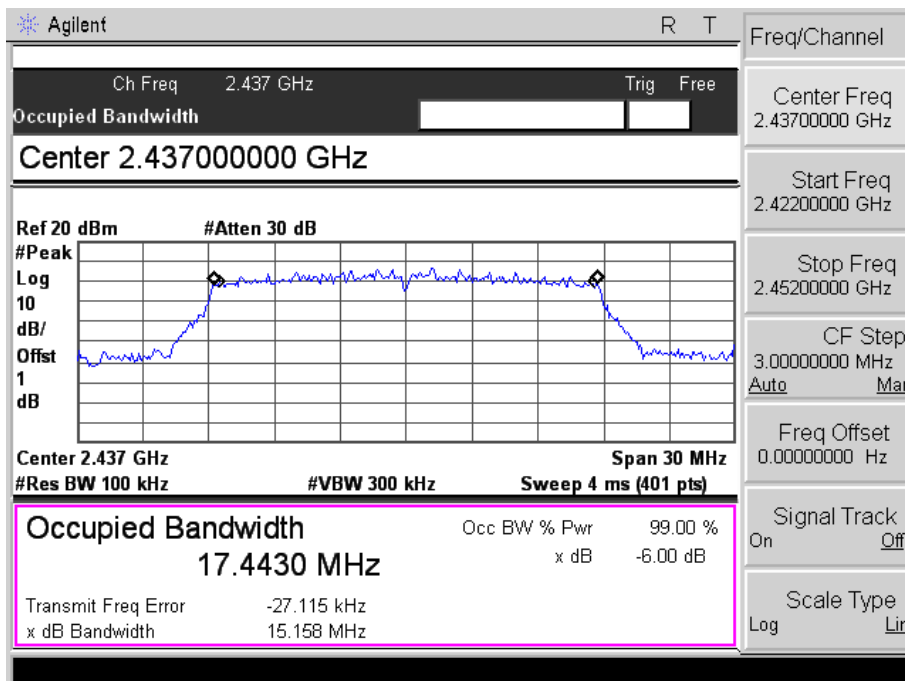 Agilent R T
Ch Freq 2.437 GHz Trig Free
Occupied Bandwidth
Center 2.437000000 GHz
Ref 20 dBm #Atten 30 dB
#Peak
Log
10
dB/
Offst
1
dB
Center 2.437 GHz Span 30 MHz
#Res BW 100 kHz #VBW 300 kHz Sweep 4 ms (401 pts)
Occupied Bandwidth Occ BW % Pwr 99.00 %
17.4430 MHz x dB -6.00 dB
Transmit Freq Error -27.115 kHz
x dB Bandwidth 15.158 MHz
Freq/Channel
Center Freq
2.43700000 GHz
Start Freq
2.42200000 GHz
Stop Freq
2.45200000 GHz
CF Step
3.00000000 MHz
Auto Mar
Freq Offset
0.00000000 Hz
Signal Track
On Off
Scale Type
Log Lin